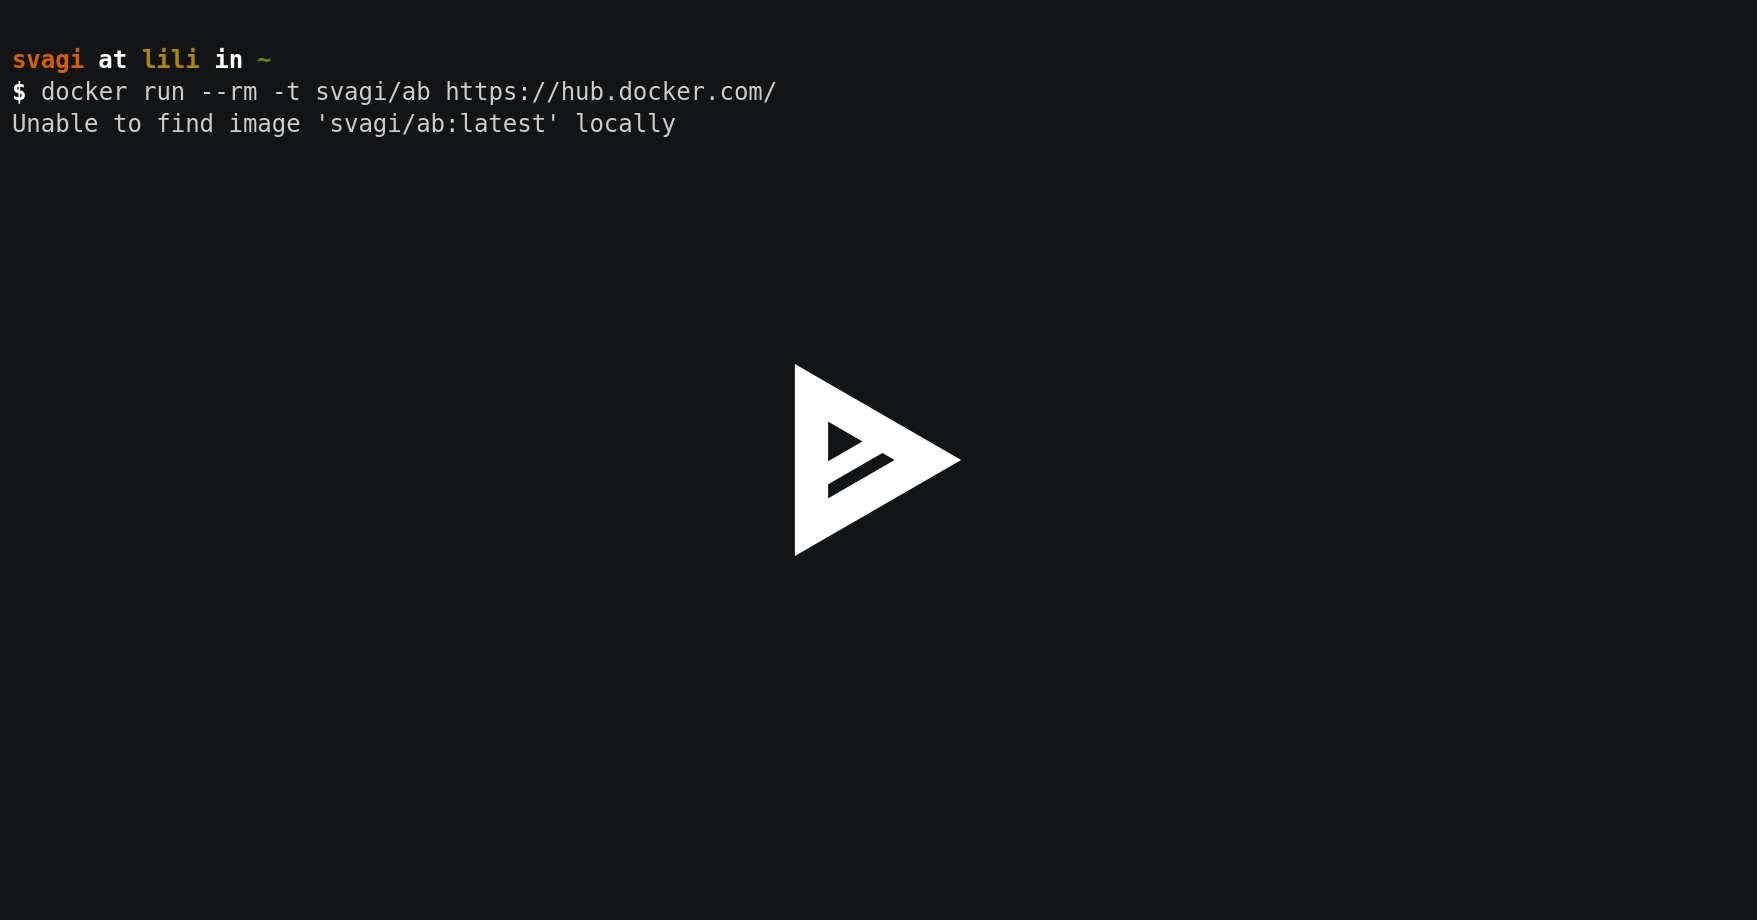 svagi at lili in ~
$ docker run --rm -t svagi/ab https://hub.docker.com/
Unable to find image 'svagi/ab:latest' locally